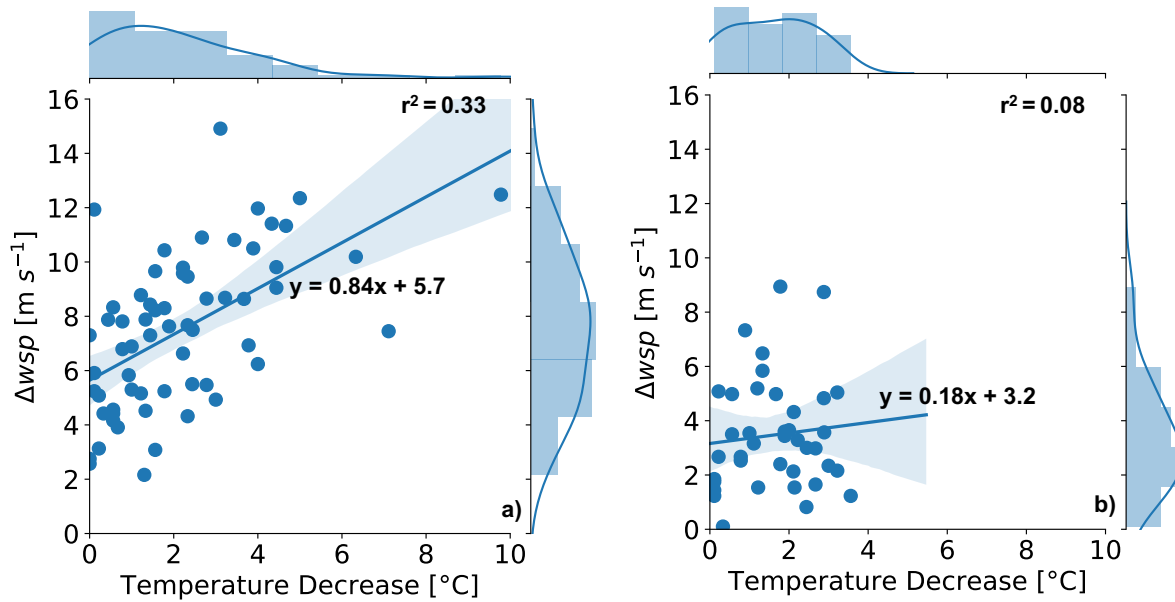 16
14
12
10
8
6
4
2
0
Δwsp [m s⁻¹]
r² = 0.33
y = 0.84x + 5.7
a)
0 2 4 6 8 10
Temperature Decrease [°C]
16
14
12
10
8
6
4
2
0
Δwsp [m s⁻¹]
r² = 0.08
y = 0.18x + 3.2
b)
0 2 4 6 8 10
Temperature Decrease [°C]